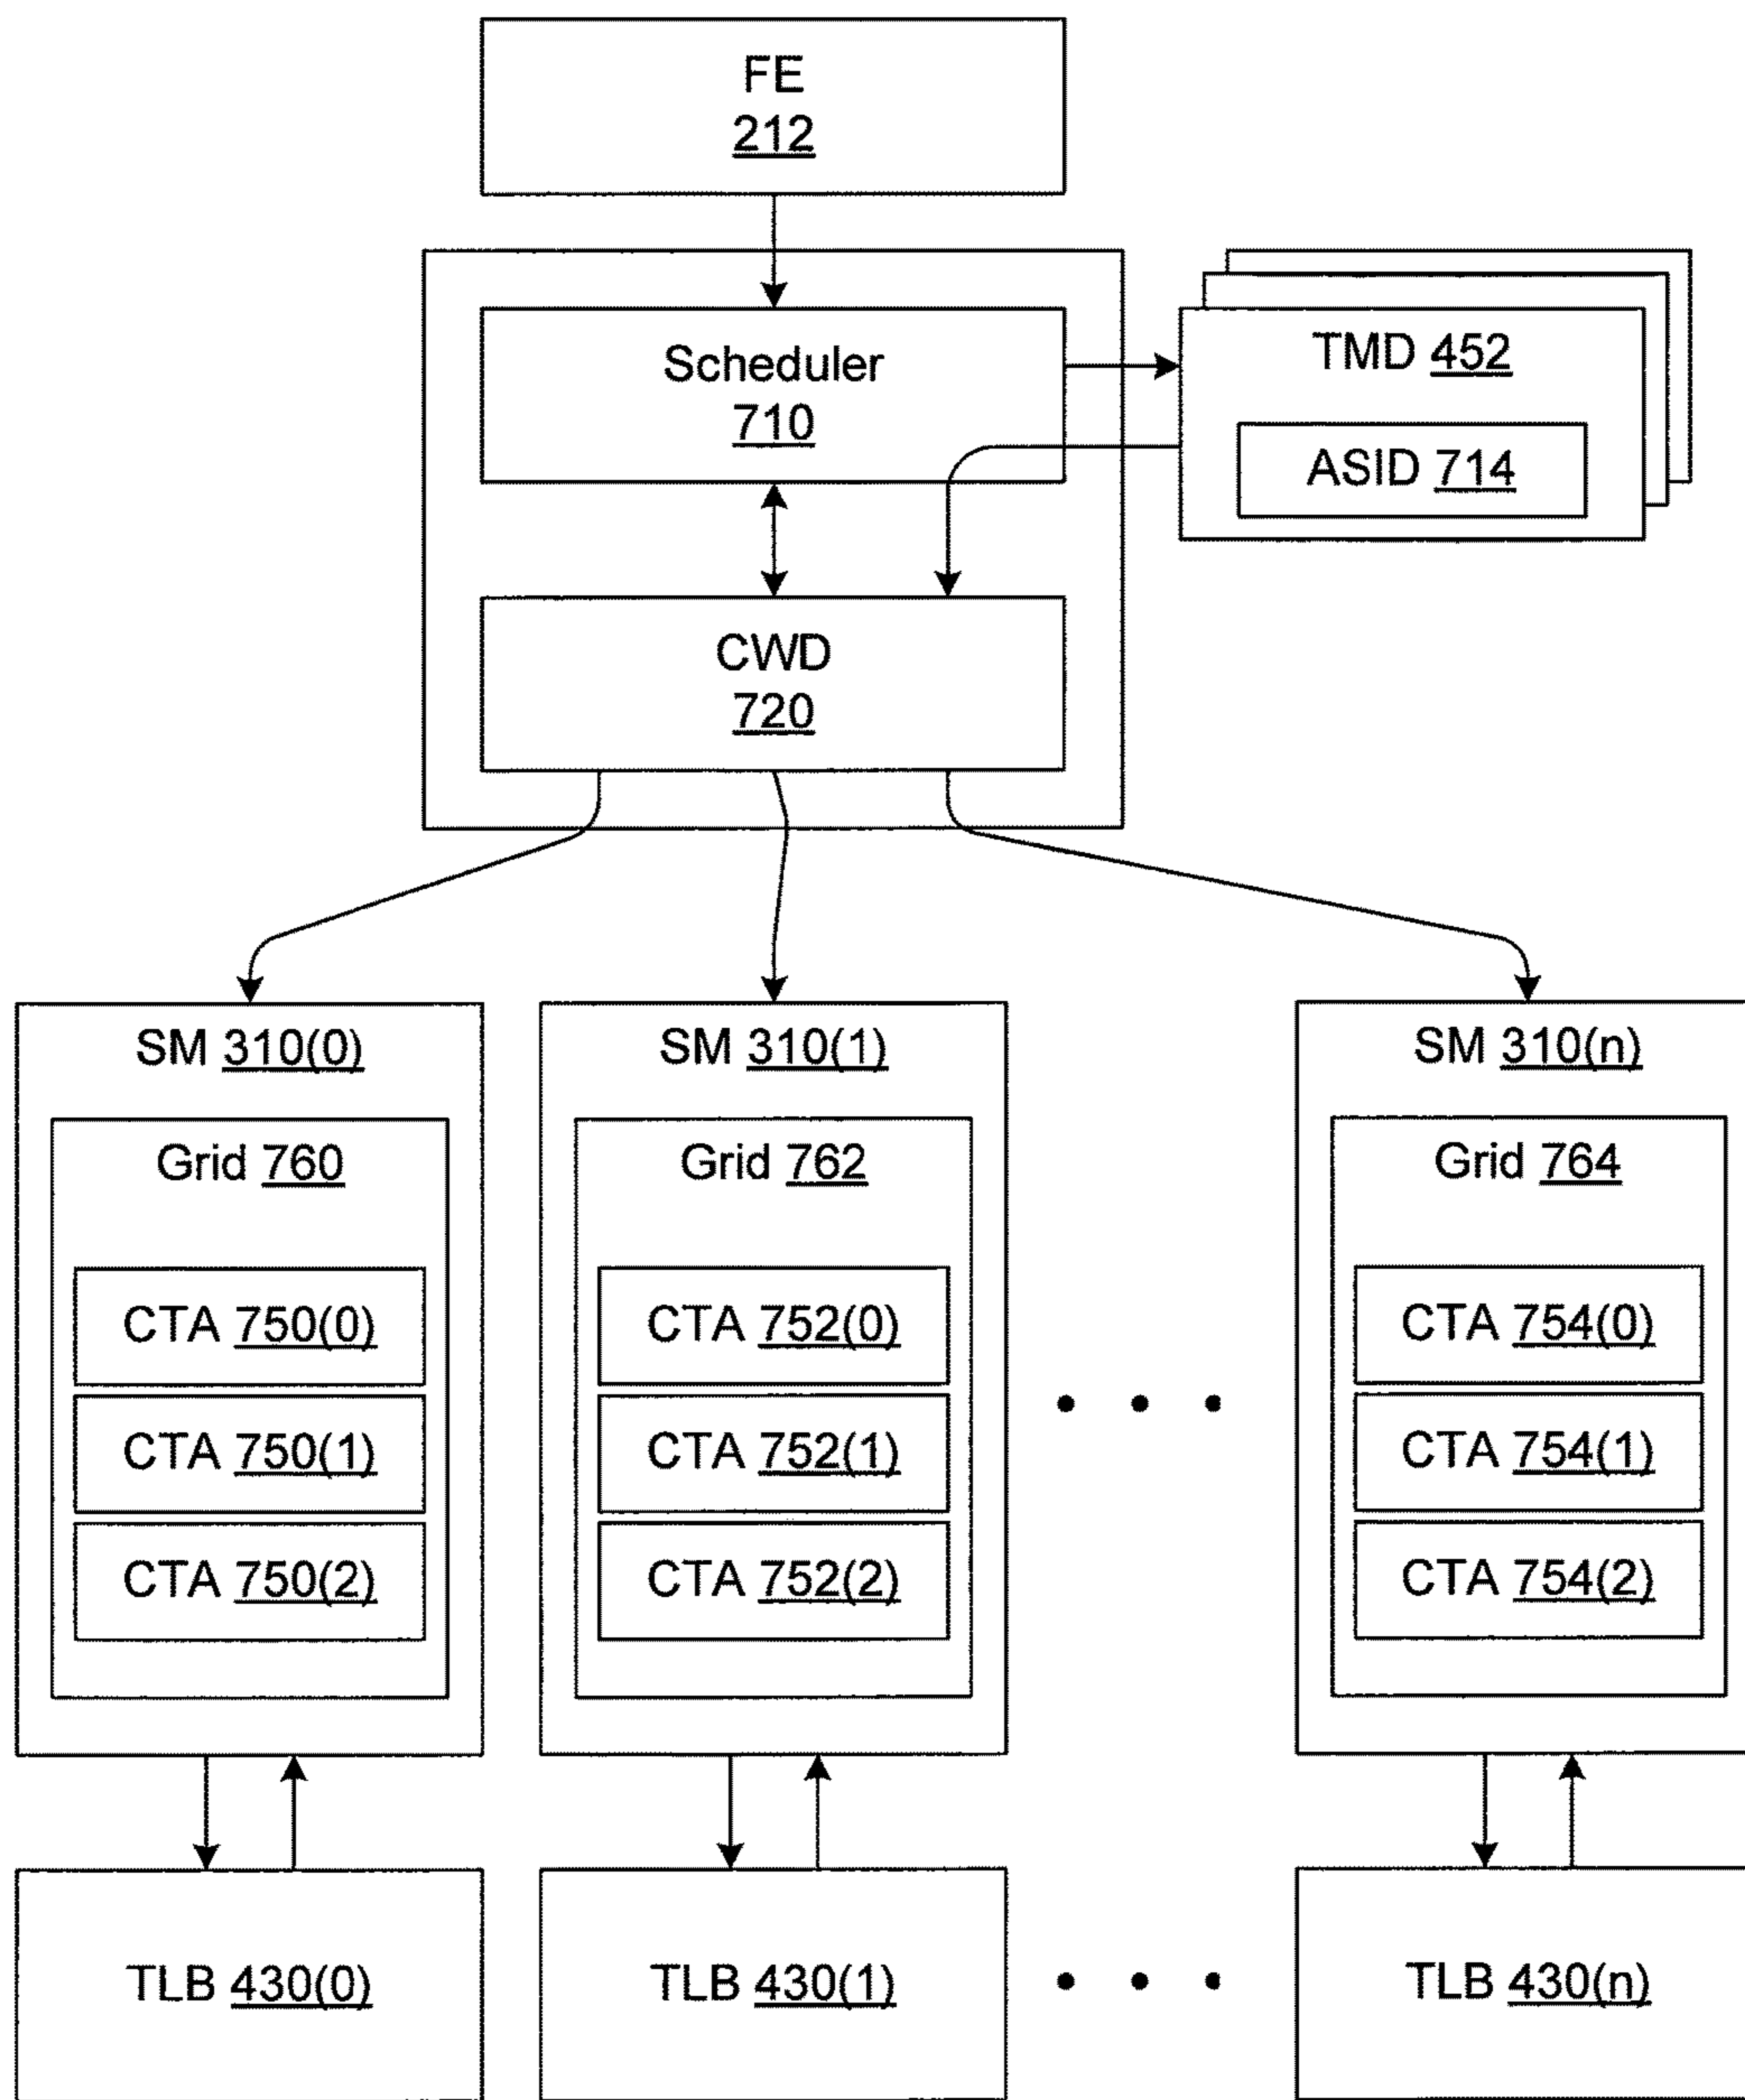 FE
212
Scheduler
710
TMD 452
ASID 714
CWD
720
SM 310(0)
Grid 760
CTA 750(0)
CTA 750(1)
CTA 750(2)
TLB 430(0)
SM 310(1)
Grid 762
CTA 752(0)
CTA 752(1)
CTA 752(2)
TLB 430(1)
SM 310(n)
Grid 764
CTA 754(0)
CTA 754(1)
CTA 754(2)
TLB 430(n)